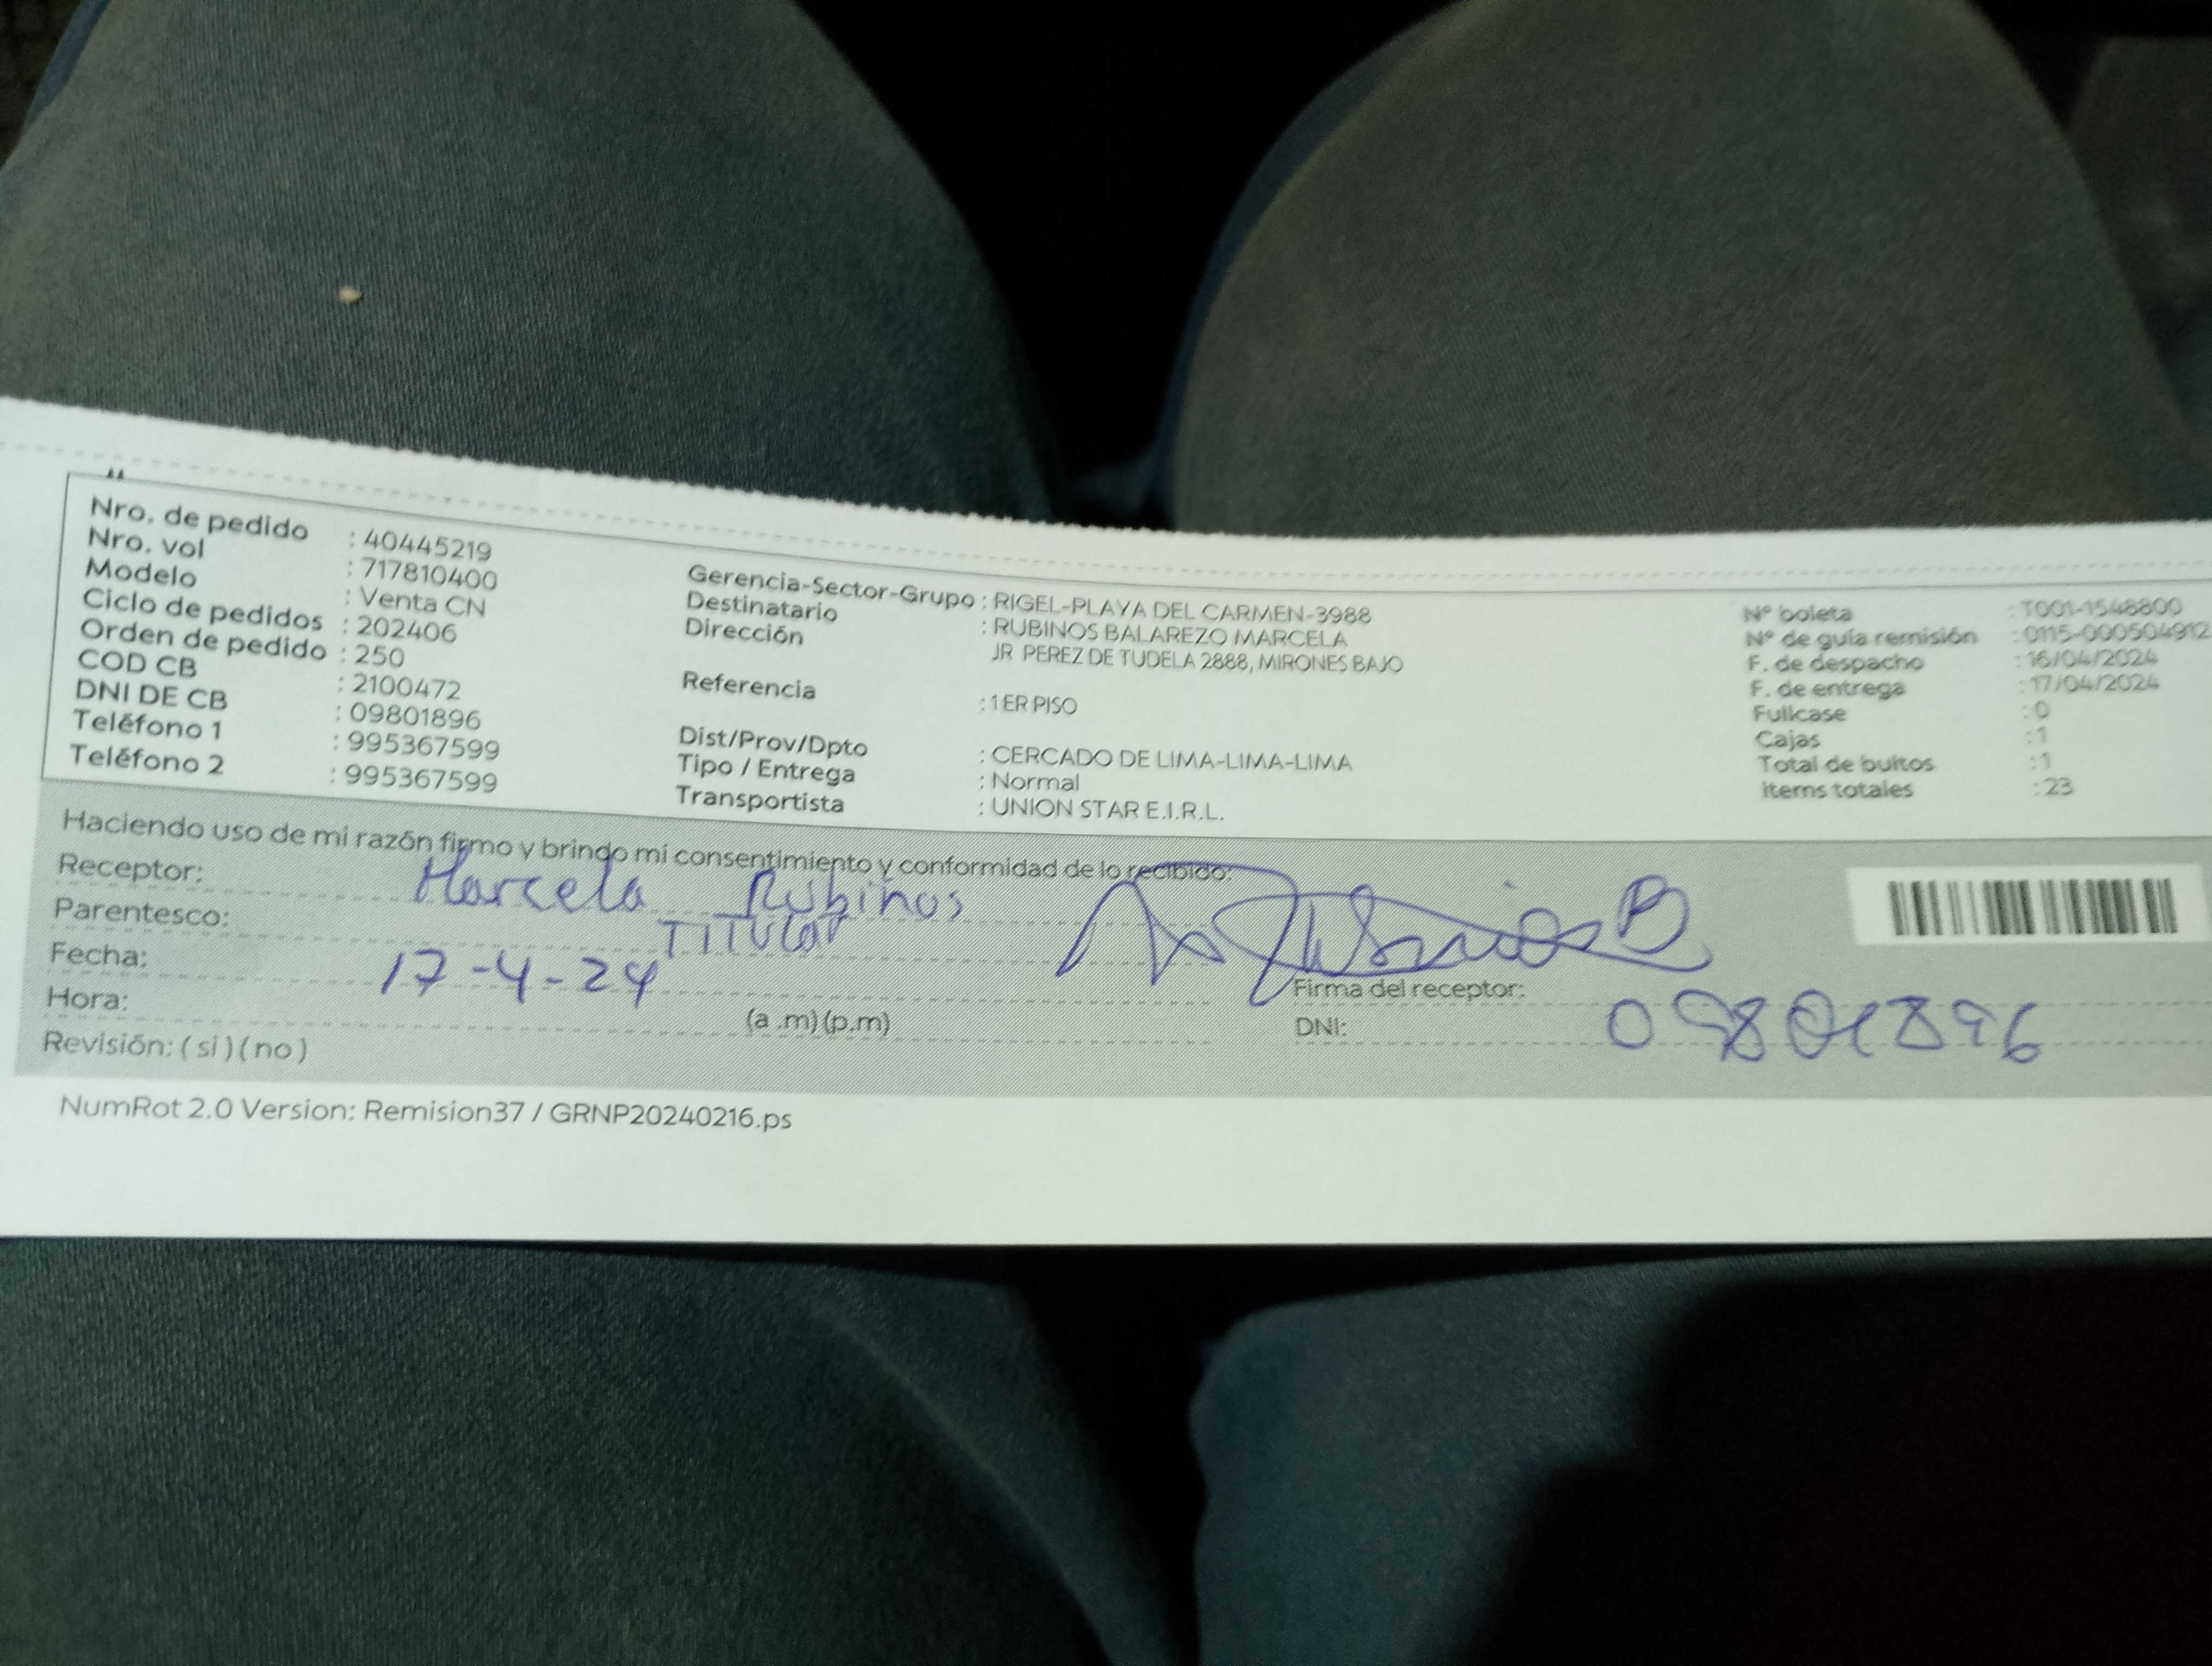 Nro. de pedido : 40445219
Nro. vol : 717810400
Modelo : Venta CN
Ciclo de pedidos : 202406
Orden de pedido : 250
COD CB : 2100472
DNI DE CB : 09801896
Teléfono 1 : 995367599
Teléfono 2 : 995367599
Gerencia-Sector-Grupo : RIGEL-PLAYA DEL CARMEN-3988
Destinatario : RUBINOS BALAREZO MARCELA
Dirección JR PEREZ DE TUDELA 2888, MIRONES BAJO
Referencia : 1 ER PISO
Dist/Prov/Dpto : CERCADO DE LIMA-LIMA-LIMA
Tipo / Entrega : Normal
Transportista : UNION STAR E.I.R.L.
Nº boleta : T001-1548800
Nº de guía remisión : 0115-000504912
F. de despacho : 16/04/2024
F. de entrega : 17/04/2024
Fullcase : 0
Cajas : 1
Total de bultos : 1
items totales : 23
Haciendo uso de mi razón firmo y brindo mi consentimiento y conformidad de lo recibido:
Receptor: Marcela Rubiños
Parentesco: Titular
Fecha: 17-4-24
Hora: (a .m) (p.m)
Revisión: ( si ) ( no )
Firma del receptor:
DNI: 09801896
NumRot 2.0 Version: Remision37 / GRNP20240216.ps